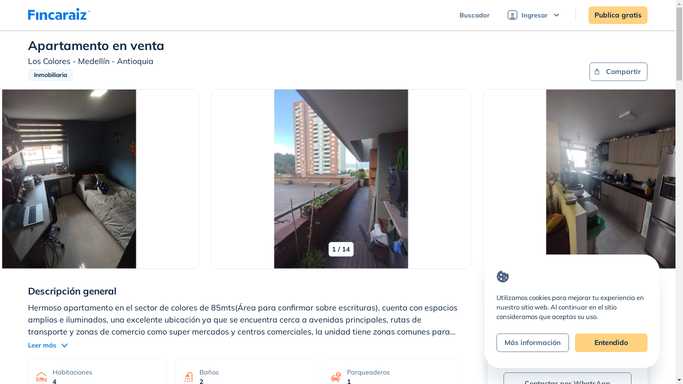 Fincaraiz
Buscador
Ingresar
Publica gratis
Apartamento en venta
Los Colores - Medellín - Antioquia
Inmobiliaria
Compartir
1 / 14
Descripción general
Hermoso apartamento en el sector de colores de 85mts(Área para confirmar sobre escrituras), cuenta con espacios
amplios e iluminados, una excelente ubicación ya que se encuentra cerca a avenidas principales, rutas de
transporte y zonas de comercio como super mercados y centros comerciales, la unidad tiene zonas comunes para...
Leer más
Habitaciones
4
Baños
2
Parqueaderos
1
Utilizamos cookies para mejorar tu experiencia en
nuestro sitio web. Al continuar en el sitio
consideramos que aceptas su uso.
Más información
Entendido
Contactar por WhatsApp